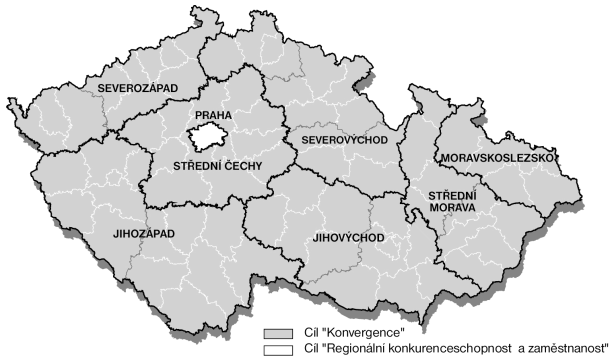 SEVEROZÁPAD
PRAHA
SEVEROVÝCHOD
STŘEDNÍ ČECHY
MORAVSKOSLEZSKO
STŘEDNÍ
MORAVA
JIHOZÁPAD
JIHOVÝCHOD
Cíl "Konvergence"
Cíl "Regionální konkurenceschopnost a zaměstnanost"